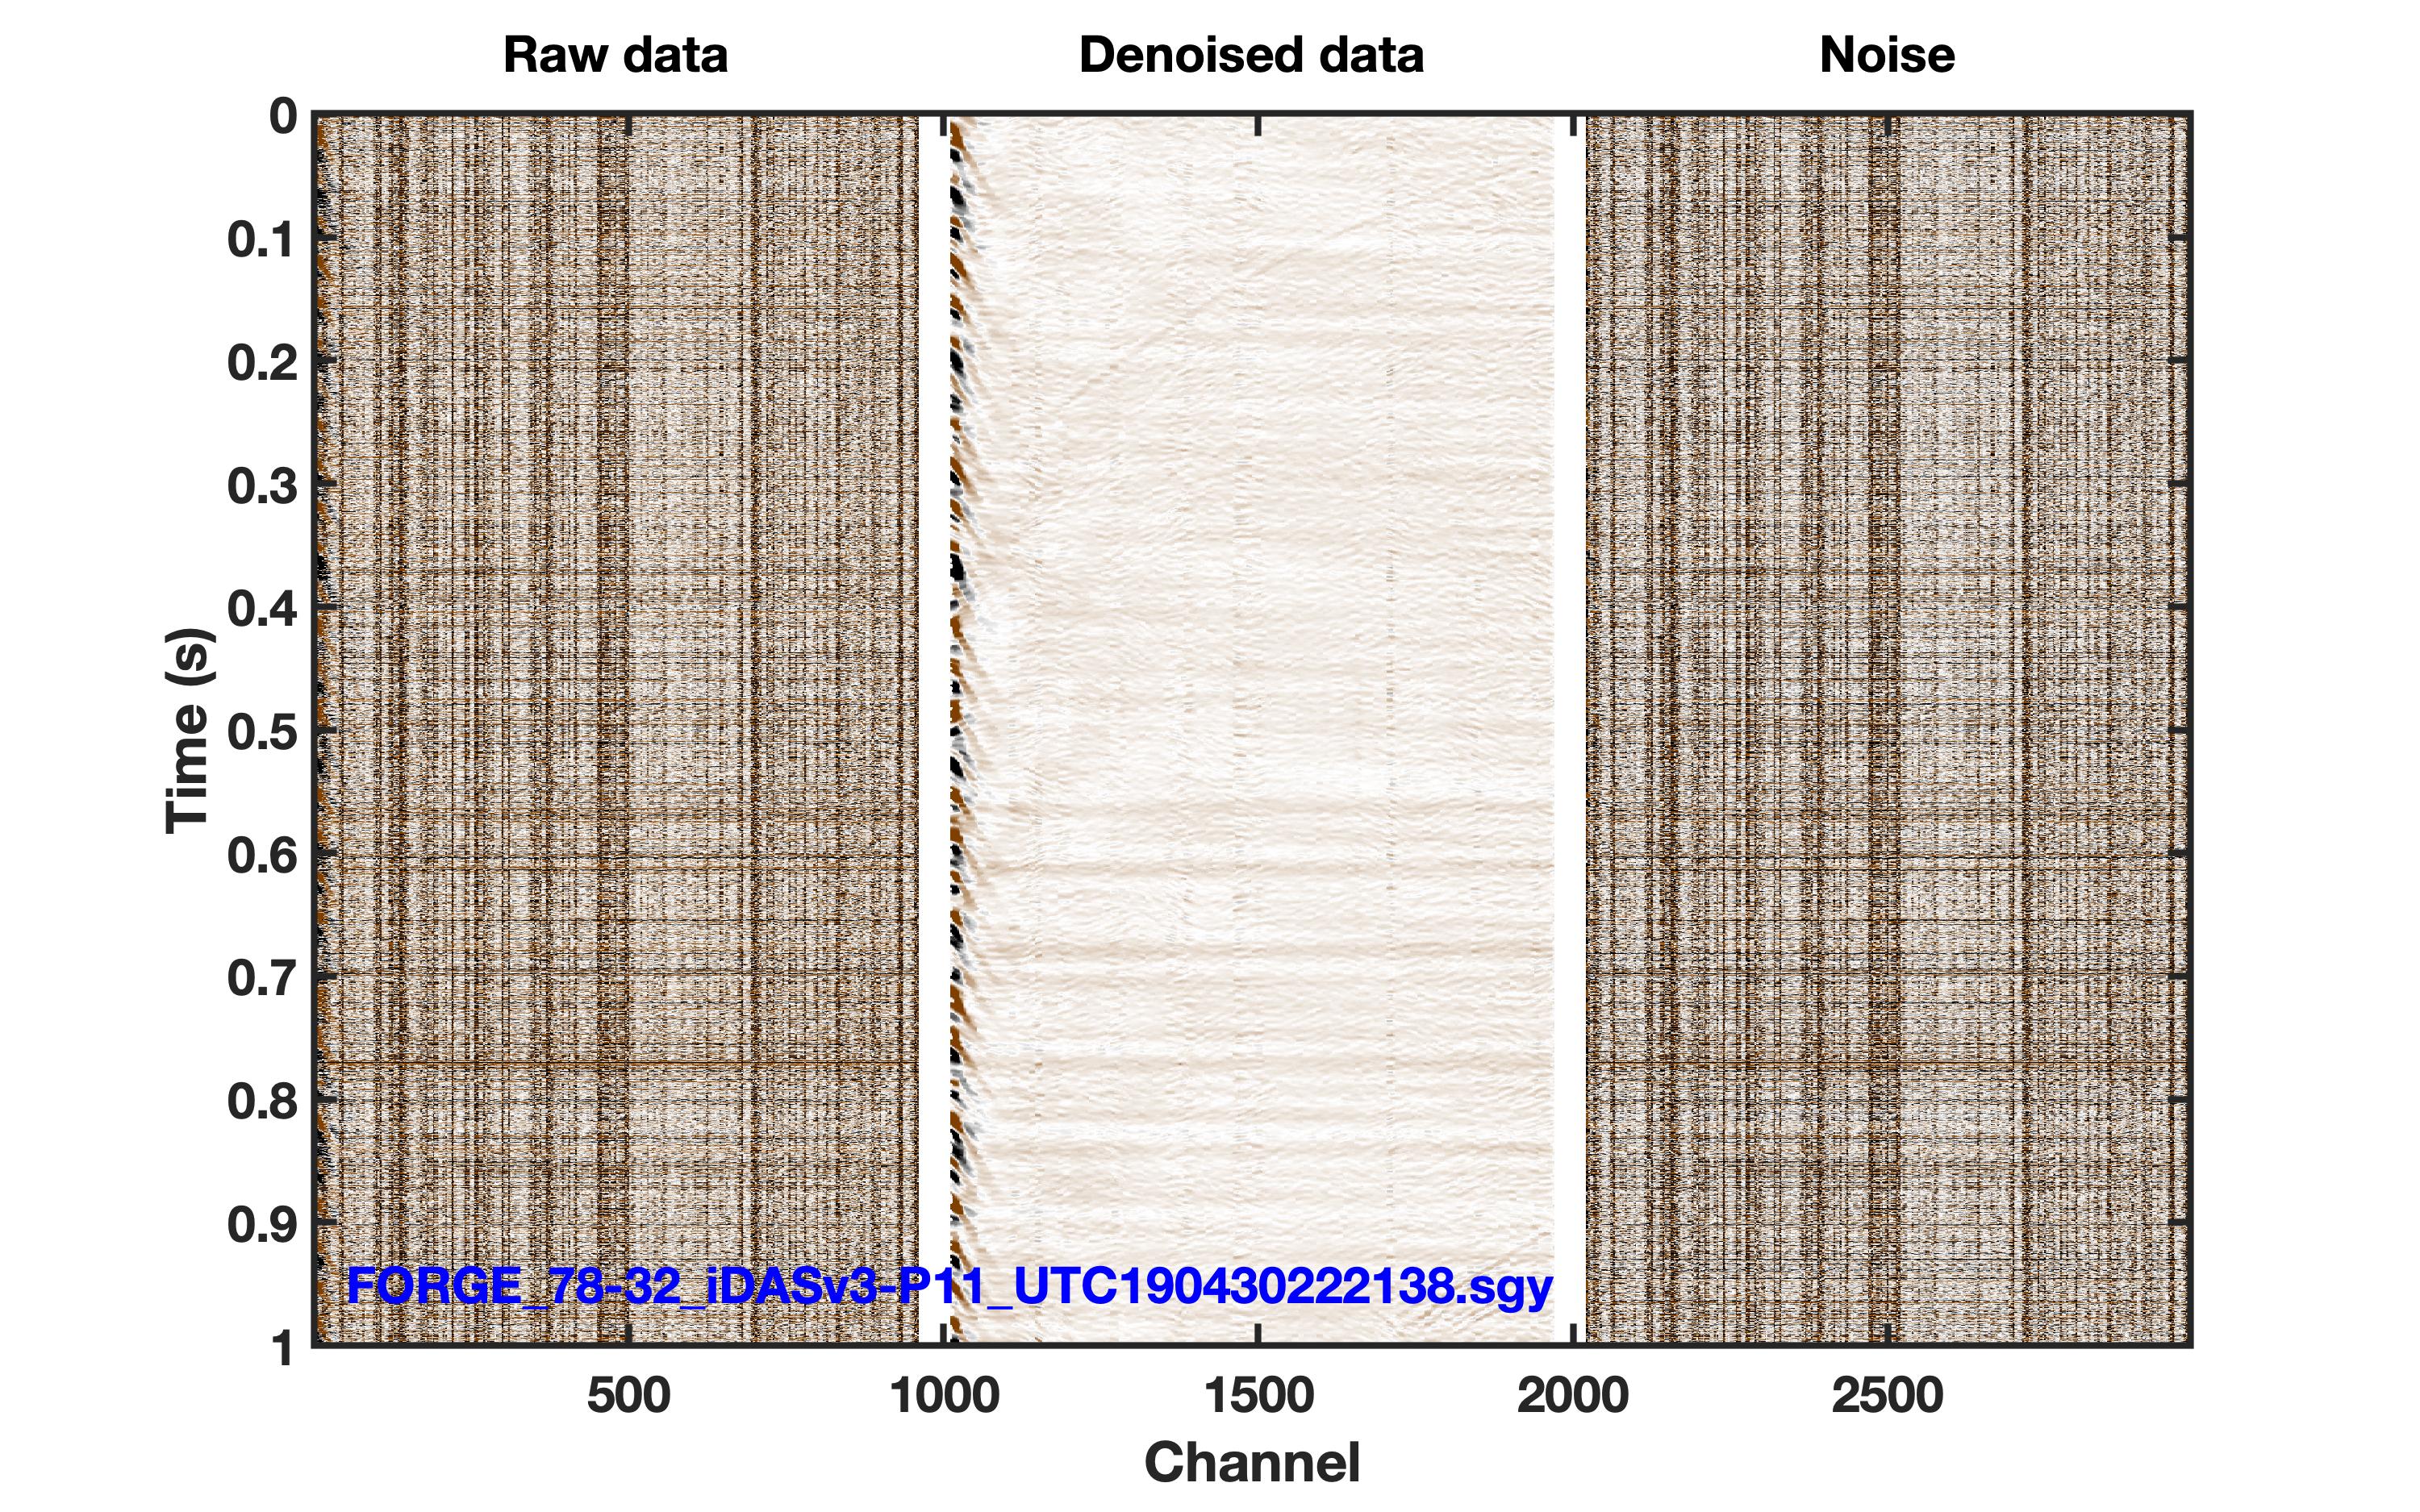 Raw data
Denoised data
Noise
0
0.1
0.2
0.3
0.4
0.5
0.6
0.7
0.8
0.9
1
Time (s)
FORGE_78-32_iDASv3-P11_UTC190430222138.sgy
500
1000
1500
2000
2500
Channel